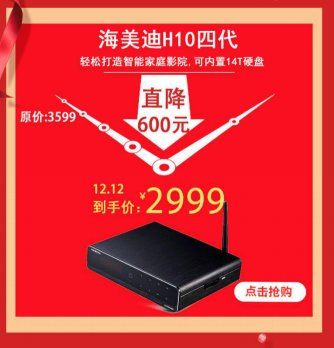 海美迪H10四代
轻松打造智能家庭影院,可内置14T硬盘
直降
600元
原价:3599
12.12
到手价:¥2999
点击抢购